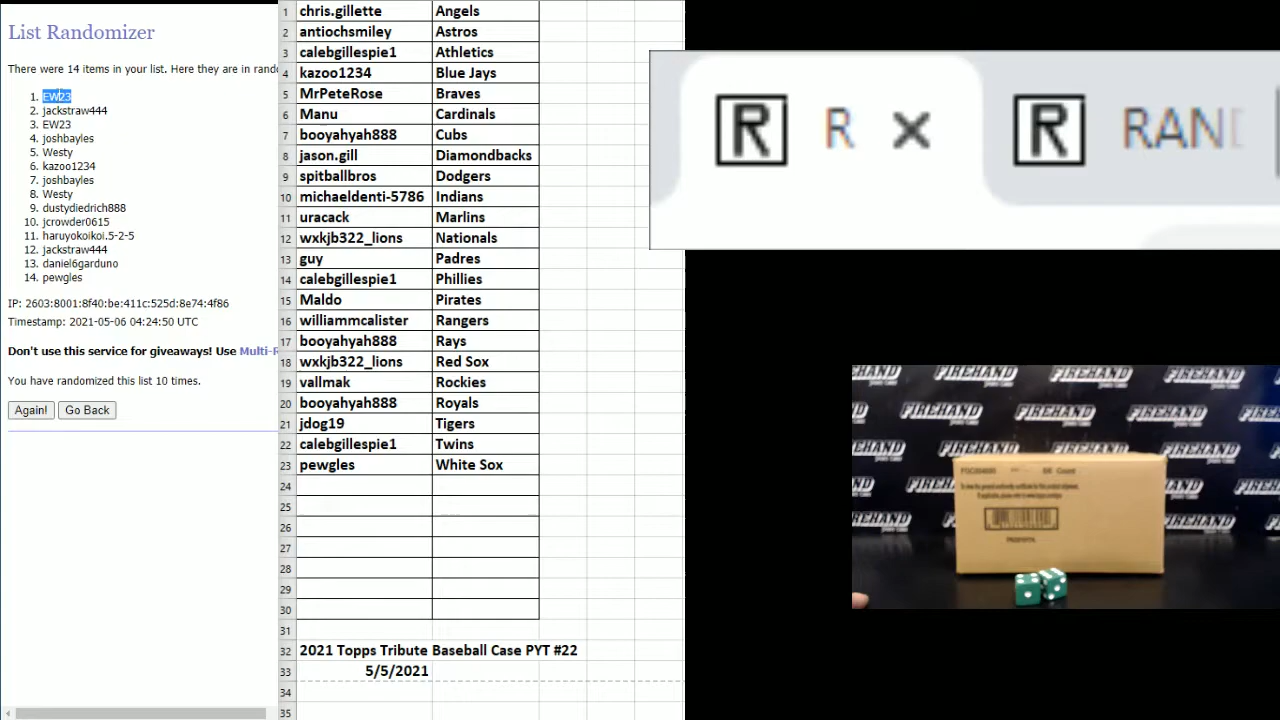 List Randomizer
There were 14 items in your list. Here they are in rand
1. EW23
2. jackstraw444
3. EW23
4. joshbayles
5. Westy
6. kazoo1234
7. joshbayles
8. Westy
9. dustydiedrich888
10. jcrowder0615
11. haruyokoikoi.5-2-5
12. jackstraw444
13. daniel6garduno
14. pewgles
IP: 2603:8001:8f40:be:411c:525d:8e74:4f86
Timestamp: 2021-05-06 04:24:50 UTC
Don't use this service for giveaways! Use Multi-R
You have randomized this list 10 times.
Again! Go Back
1 chris.gillette Angels
2 antiochsmiley Astros
3 calebgillespie1 Athletics
4 kazoo1234 Blue Jays
5 MrPeteRose Braves
6 Manu Cardinals
7 booyahyah888 Cubs
8 jason.gill Diamondbacks
9 spitballbros Dodgers
10 michaeldenti-5786 Indians
11 uracack Marlins
12 wxkjb322_lions Nationals
13 guy Padres
14 calebgillespie1 Phillies
15 Maldo Pirates
16 williammcalister Rangers
17 booyahyah888 Rays
18 wxkjb322_lions Red Sox
19 vallmak Rockies
20 booyahyah888 Royals
21 jdog19 Tigers
22 calebgillespie1 Twins
23 pewgles White Sox
24
25
26
27
28
29
30
31
32 2021 Topps Tribute Baseball Case PYT #22
33 5/5/2021
34
35
R R × R RAND
FIREHAND
FIREHAND
FIREHAND
FIREHAND
FIREHAND
FIREHAND
FIREHAND
FIREHAND